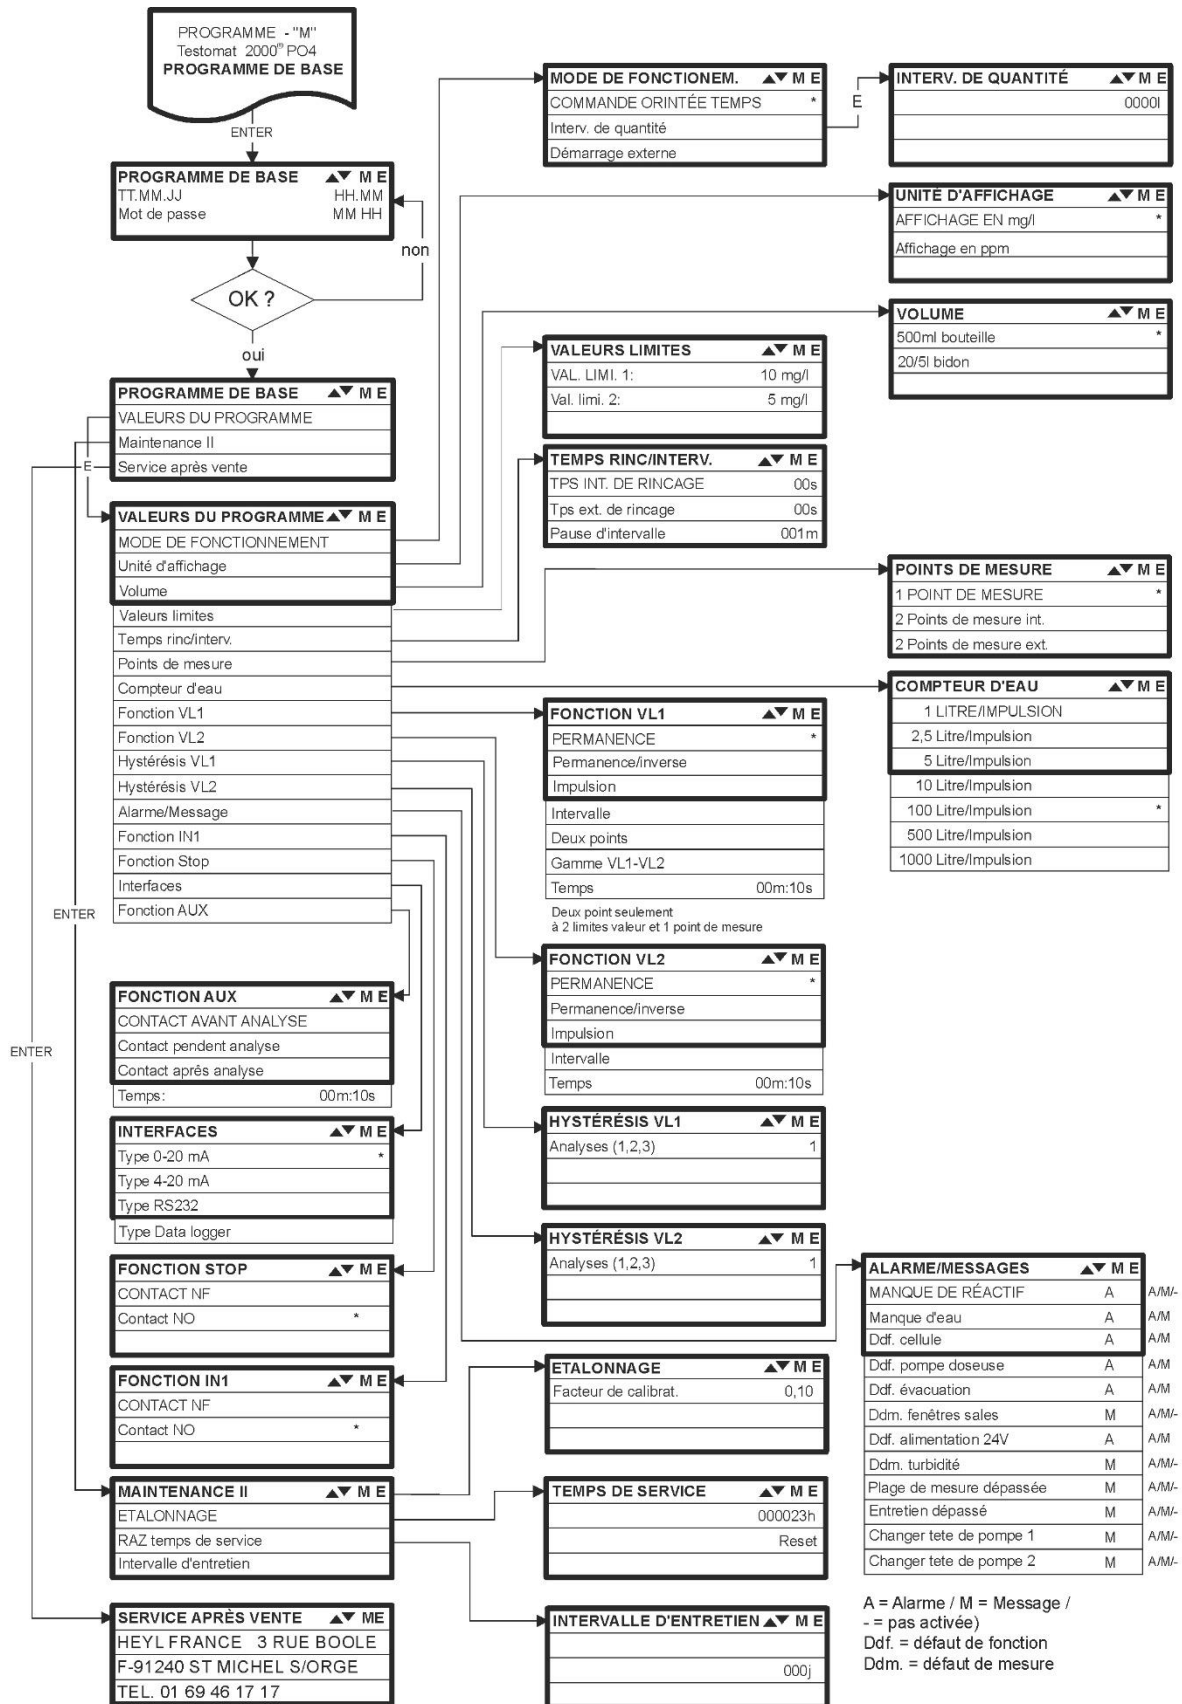 PROGRAMME - "M"
Testomat 2000® PO4
PROGRAMME DE BASE
ENTER
PROGRAMME DE BASE ▲▼ M E
TT.MM.JJ HH.MM
Mot de passe MM HH
non
OK ?
oui
PROGRAMME DE BASE ▲▼ M E
VALEURS DU PROGRAMME
Maintenance II
Service après vente
E
VALEURS DU PROGRAMME ▲▼ M E
MODE DE FONCTIONNEMENT
Unité d'affichage
Volume
Valeurs limites
Temps rinc/interv.
Points de mesure
Compteur d'eau
Fonction VL1
Fonction VL2
Hystérésis VL1
Hystérésis VL2
Alarme/Message
Fonction IN1
Fonction Stop
Interfaces
Fonction AUX
ENTER
ENTER
FONCTION AUX ▲▼ M E
CONTACT AVANT ANALYSE
Contact pendent analyse
Contact après analyse
Temps: 00m:10s
INTERFACES ▲▼ M E
Type 0-20 mA *
Type 4-20 mA
Type RS232
Type Data logger
FONCTION STOP ▲▼ M E
CONTACT NF
Contact NO *
FONCTION IN1 ▲▼ M E
CONTACT NF
Contact NO *
MAINTENANCE II ▲▼ M E
ETALONNAGE
RAZ temps de service
Intervalle d'entretien
SERVICE APRÈS VENTE ▲▼ ME
HEYL FRANCE 3 RUE BOOLE
F-91240 ST MICHEL S/ORGE
TEL. 01 69 46 17 17
MODE DE FONCTIONEM. ▲▼ M E
COMMANDE ORINTÉE TEMPS *
Interv. de quantité
Démarrage externe
E
INTERV. DE QUANTITÉ ▲▼ M E
0000l
UNITÉ D'AFFICHAGE ▲▼ M E
AFFICHAGE EN mg/l *
Affichage en ppm
VOLUME ▲▼ M E
500ml bouteille *
20/5l bidon
VALEURS LIMITES ▲▼ M E
VAL. LIMI. 1: 10 mg/l
Val. limi. 2: 5 mg/l
TEMPS RINC/INTERV. ▲▼ M E
TPS INT. DE RINCAGE 00s
Tps ext. de rincage 00s
Pause d'intervalle 001m
POINTS DE MESURE ▲▼ M E
1 POINT DE MESURE *
2 Points de mesure int.
2 Points de mesure ext.
COMPTEUR D'EAU ▲▼ M E
1 LITRE/IMPULSION
2,5 Litre/Impulsion
5 Litre/Impulsion
10 Litre/Impulsion
100 Litre/Impulsion *
500 Litre/Impulsion
1000 Litre/Impulsion
FONCTION VL1 ▲▼ M E
PERMANENCE *
Permanence/inverse
Impulsion
Intervalle
Deux points
Gamme VL1-VL2
Temps 00m:10s
Deux point seulement
à 2 limites valeur et 1 point de mesure
FONCTION VL2 ▲▼ M E
PERMANENCE *
Permanence/inverse
Impulsion
Intervalle
Temps 00m:10s
HYSTÉRÉSIS VL1 ▲▼ M E
Analyses (1,2,3) 1
HYSTÉRÉSIS VL2 ▲▼ M E
Analyses (1,2,3) 1
ETALONNAGE ▲▼ M E
Facteur de calibrat. 0,10
TEMPS DE SERVICE ▲▼ M E
000023h
Reset
INTERVALLE D'ENTRETIEN ▲▼ M E
000j
ALARME/MESSAGES ▲▼ M E
MANQUE DE RÉACTIF A A/M/-
Manque d'eau A A/M
Ddf. cellule A A/M
Ddf. pompe doseuse A A/M
Ddf. évacuation A A/M
Ddm. fenêtres sales M A/M/-
Ddf. alimentation 24V A A/M
Ddm. turbidité M A/M/-
Plage de mesure dépassée M A/M/-
Entretien dépassé M A/M/-
Changer tete de pompe 1 M A/M/-
Changer tete de pompe 2 M A/M/-
A = Alarme / M = Message /
- = pas activée)
Ddf. = défaut de fonction
Ddm. = défaut de mesure